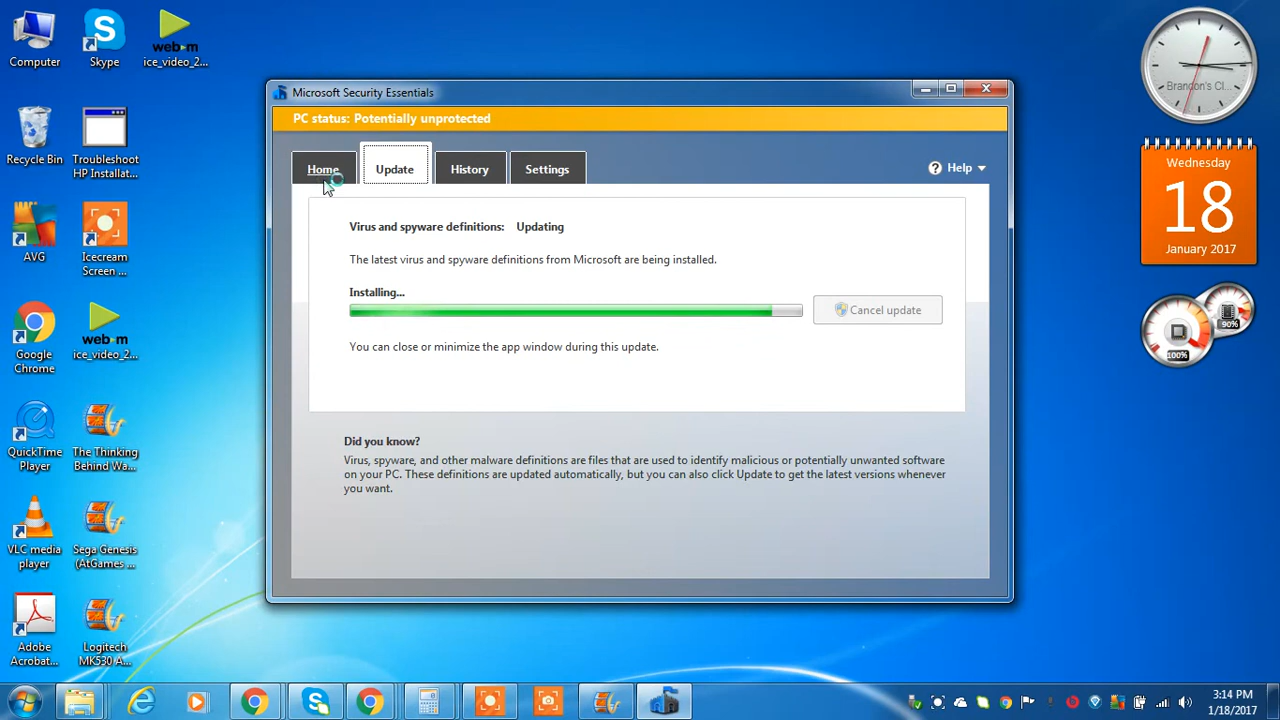 Computer
Skype
web-m
ice_video_2...
Recycle Bin
Troubleshoot
HP Installat...
AVG
Icecream
Screen ...
Google
Chrome
web-m
ice_video_2...
QuickTime
Player
The Thinking
Behind Wa...
VLC media
player
Sega Genesis
(AtGames ...
Adobe
Acrobat...
Logitech
MK530 A...
Microsoft Security Essentials
PC status: Potentially unprotected
Home
Update
History
Settings
Help
Virus and spyware definitions: Updating
The latest virus and spyware definitions from Microsoft are being installed.
Installing...
Cancel update
You can close or minimize the app window during this update.
Did you know?
Virus, spyware, and other malware definitions are files that are used to identify malicious or potentially unwanted software
on your PC. These definitions are updated automatically, but you can also click Update to get the latest versions whenever
you want.
Brandon's Cl...
Wednesday
18
January 2017
90%
100%
3:14 PM
1/18/2017